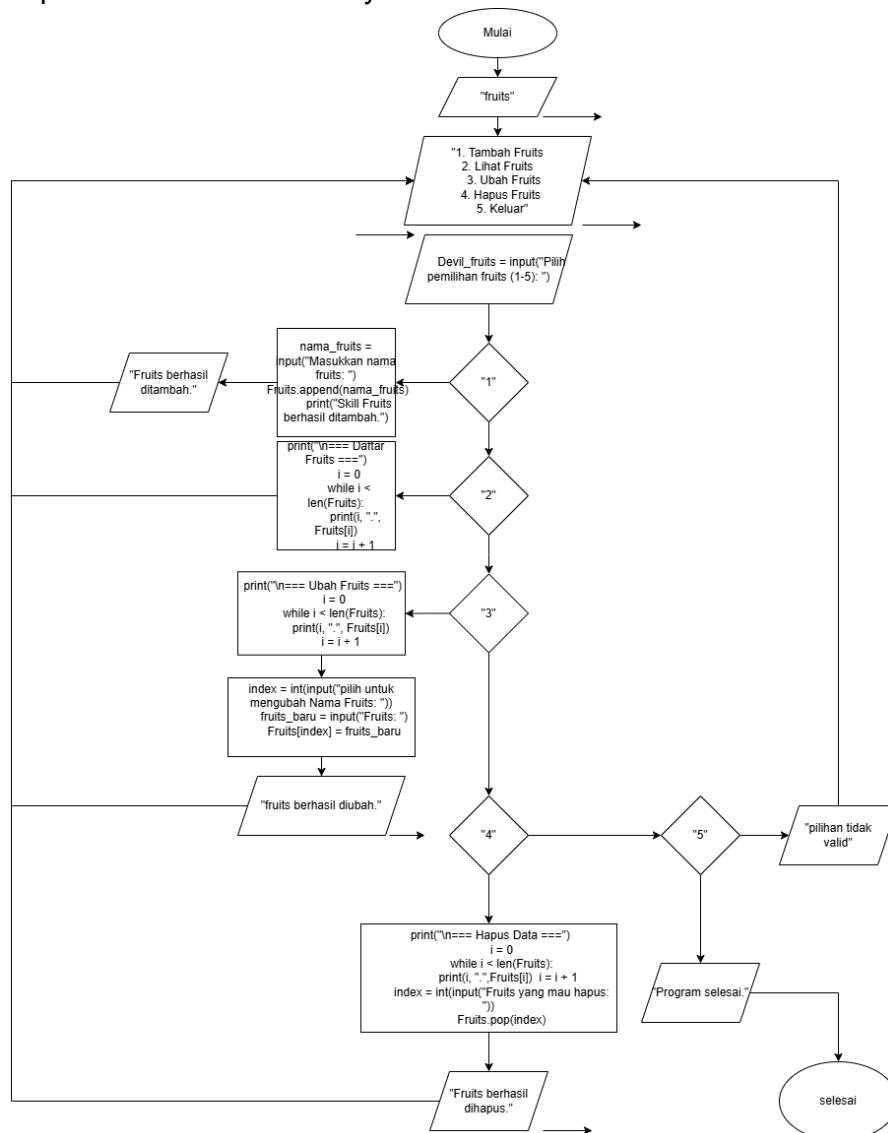 Mulai
"fruits"
"1. Tambah Fruits
2. Lihat Fruits
3. Ubah Fruits
4. Hapus Fruits
5. Keluar"
Devil_fruits = input("Pilih
pemilihan fruits (1-5): ")
"1"
nama_fruits =
input("Masukkan nama
fruits: ")
Fruits.append(nama_fruits)
print("Skill Fruits
berhasil ditambah.")
"Fruits berhasil
ditambah."
"2"
print("\n=== Daftar
Fruits ===")
i = 0
while i <
len(Fruits):
print(i, ".",
Fruits[i])
i = i + 1
"3"
print("\n=== Ubah Fruits ===")
i = 0
while i < len(Fruits):
print(i, ".", Fruits[i])
i = i + 1
index = int(input("pilih untuk
mengubah Nama Fruits: "))
fruits_baru = input("Fruits: ")
Fruits[index] = fruits_baru
"fruits berhasil diubah."
"4"
"5"
"pilihan tidak
valid"
print("\n=== Hapus Data ===")
i = 0
while i < len(Fruits):
print(i, ".",Fruits[i]) i = i + 1
index = int(input("Fruits yang mau hapus:
"))
Fruits.pop(index)
"Program selesai."
"Fruits berhasil
dihapus."
selesai